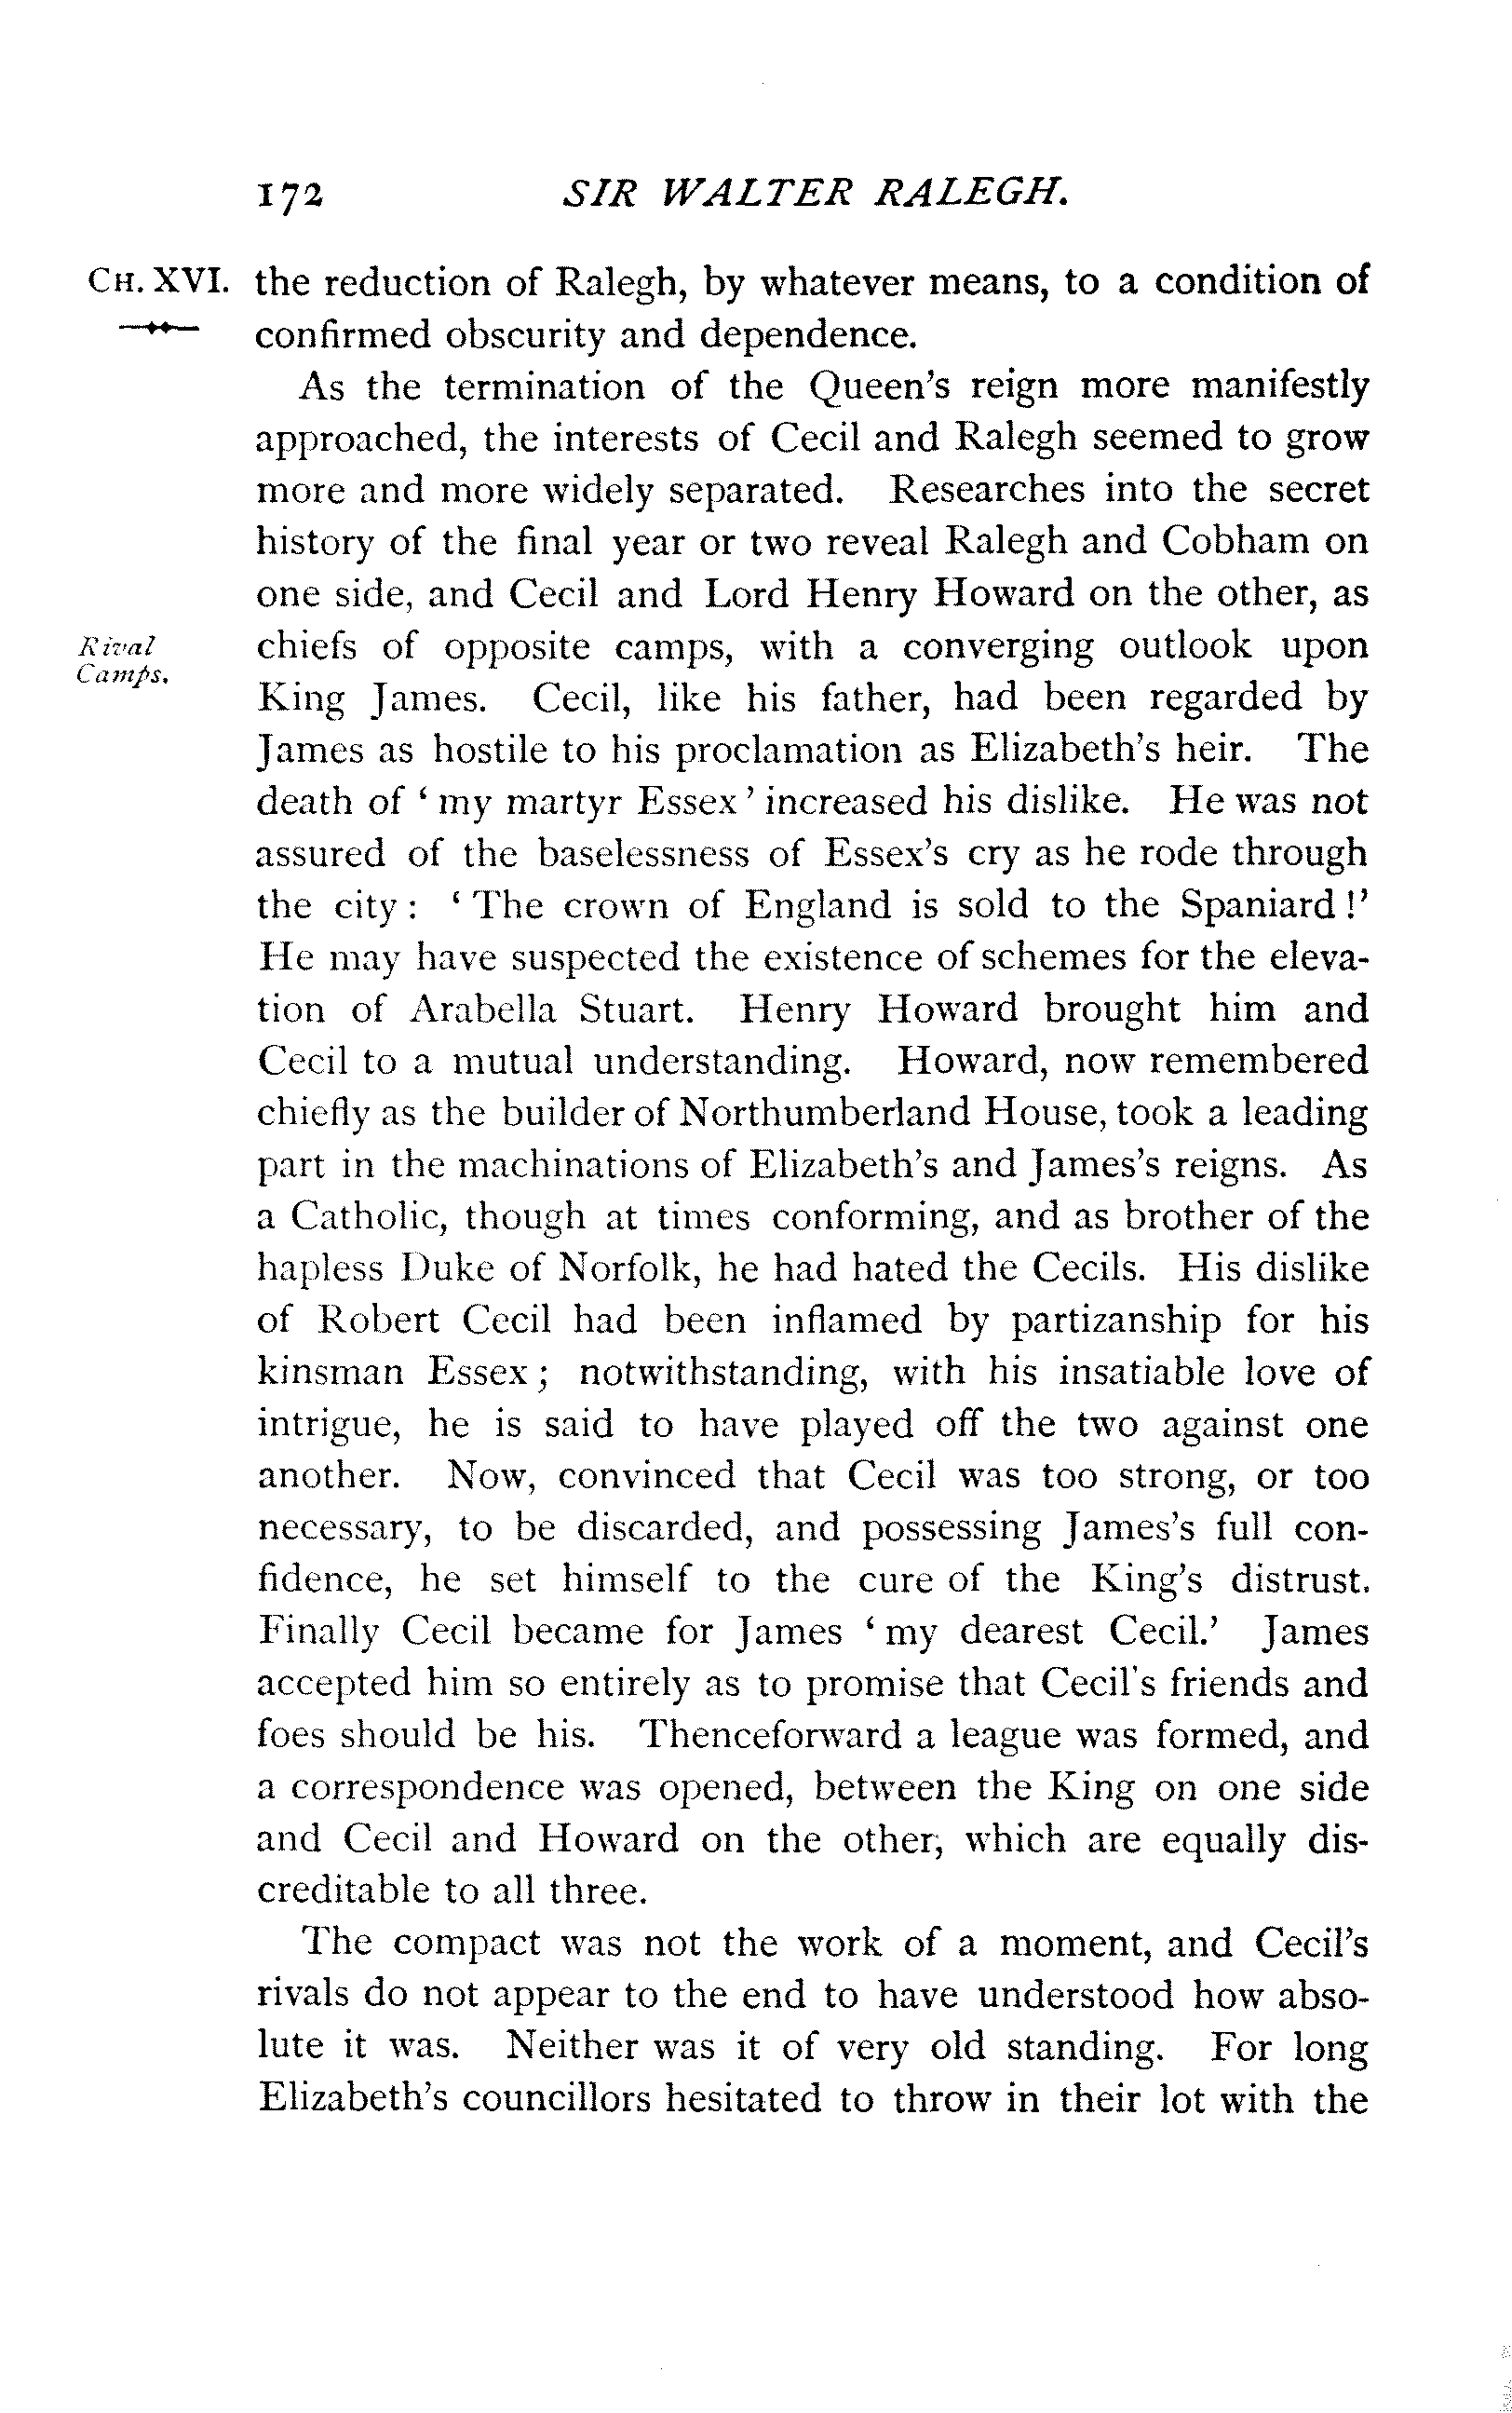 172 SIR WALTER RALEGH.
CH. XVI. the reduction of Ralegh, by whatever means, to a condition of
confirmed obscurity and dependence.
As the termination of the Queen's reign more manifestly
approached, the interests of Cecil and Ralegh seemed to grow
more and more widely separated. Researches into the secret
history of the final year or two reveal Ralegh and Cobham on
one side, and Cecil and Lord Henry Howard on the other, as
Rival
Camps.
chiefs of opposite camps, with a converging outlook upon
King James. Cecil, like his father, had been regarded by
James as hostile to his proclamation as Elizabeth's heir. The
death of ‘my martyr Essex’ increased his dislike. He was not
assured of the baselessness of Essex's cry as he rode through
the city: ‘The crown of England is sold to the Spaniard!’
He may have suspected the existence of schemes for the eleva-
tion of Arabella Stuart. Henry Howard brought him and
Cecil to a mutual understanding. Howard, now remembered
chiefly as the builder of Northumberland House, took a leading
part in the machinations of Elizabeth's and James's reigns. As
a Catholic, though at times conforming, and as brother of the
hapless Duke of Norfolk, he had hated the Cecils. His dislike
of Robert Cecil had been inflamed by partizanship for his
kinsman Essex; notwithstanding, with his insatiable love of
intrigue, he is said to have played off the two against one
another. Now, convinced that Cecil was too strong, or too
necessary, to be discarded, and possessing James's full con-
fidence, he set himself to the cure of the King's distrust.
Finally Cecil became for James ‘my dearest Cecil.’ James
accepted him so entirely as to promise that Cecil's friends and
foes should be his. Thenceforward a league was formed, and
a correspondence was opened, between the King on one side
and Cecil and Howard on the other, which are equally dis-
creditable to all three.
The compact was not the work of a moment, and Cecil's
rivals do not appear to the end to have understood how abso-
lute it was. Neither was it of very old standing. For long
Elizabeth's councillors hesitated to throw in their lot with the